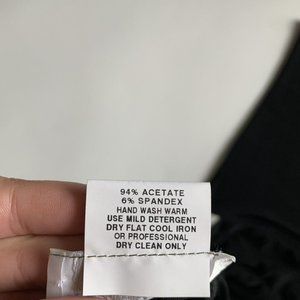 94% ACETATE
6% SPANDEX
HAND WASH WARM
USE MILD DETERGENT
DRY FLAT COOL IRON
OR PROFESSIONAL
DRY CLEAN ONLY